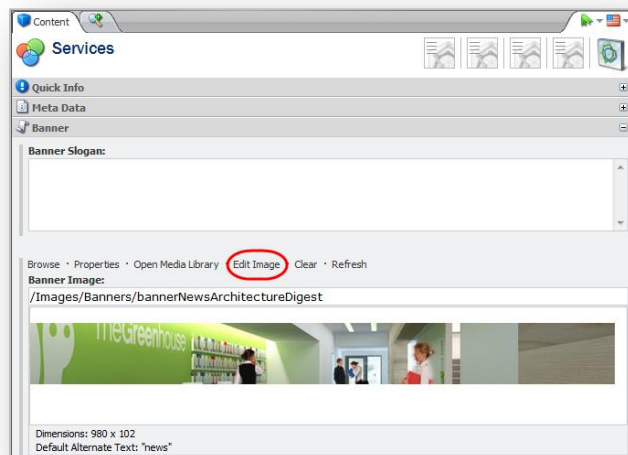 Content
Services
Quick Info
Meta Data
Banner
Banner Slogan:
Browse · Properties · Open Media Library · Edit Image · Clear · Refresh
Banner Image:
/Images/Banners/bannerNewsArchitectureDigest
TheGreenhouse
Dimensions: 980 x 102
Default Alternate Text: "news"